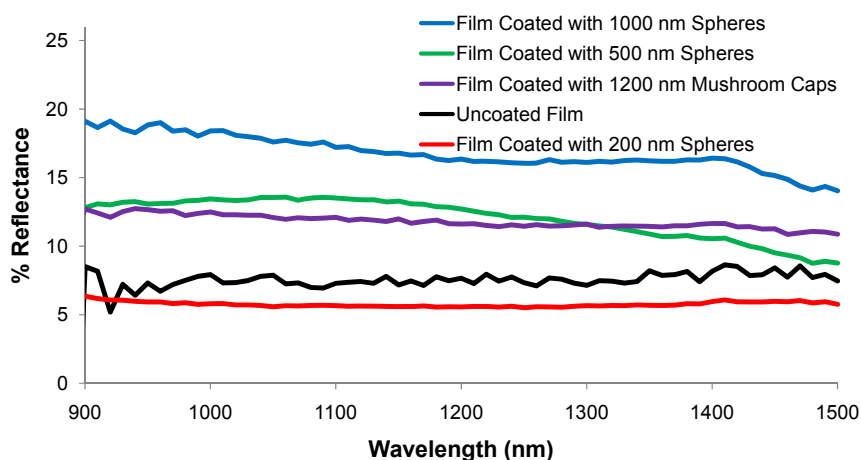 Film Coated with 1000 nm Spheres
Film Coated with 500 nm Spheres
Film Coated with 1200 nm Mushroom Caps
Uncoated Film
Film Coated with 200 nm Spheres
% Reflectance
25
20
15
10
5
0
900 1000 1100 1200 1300 1400 1500
Wavelength (nm)